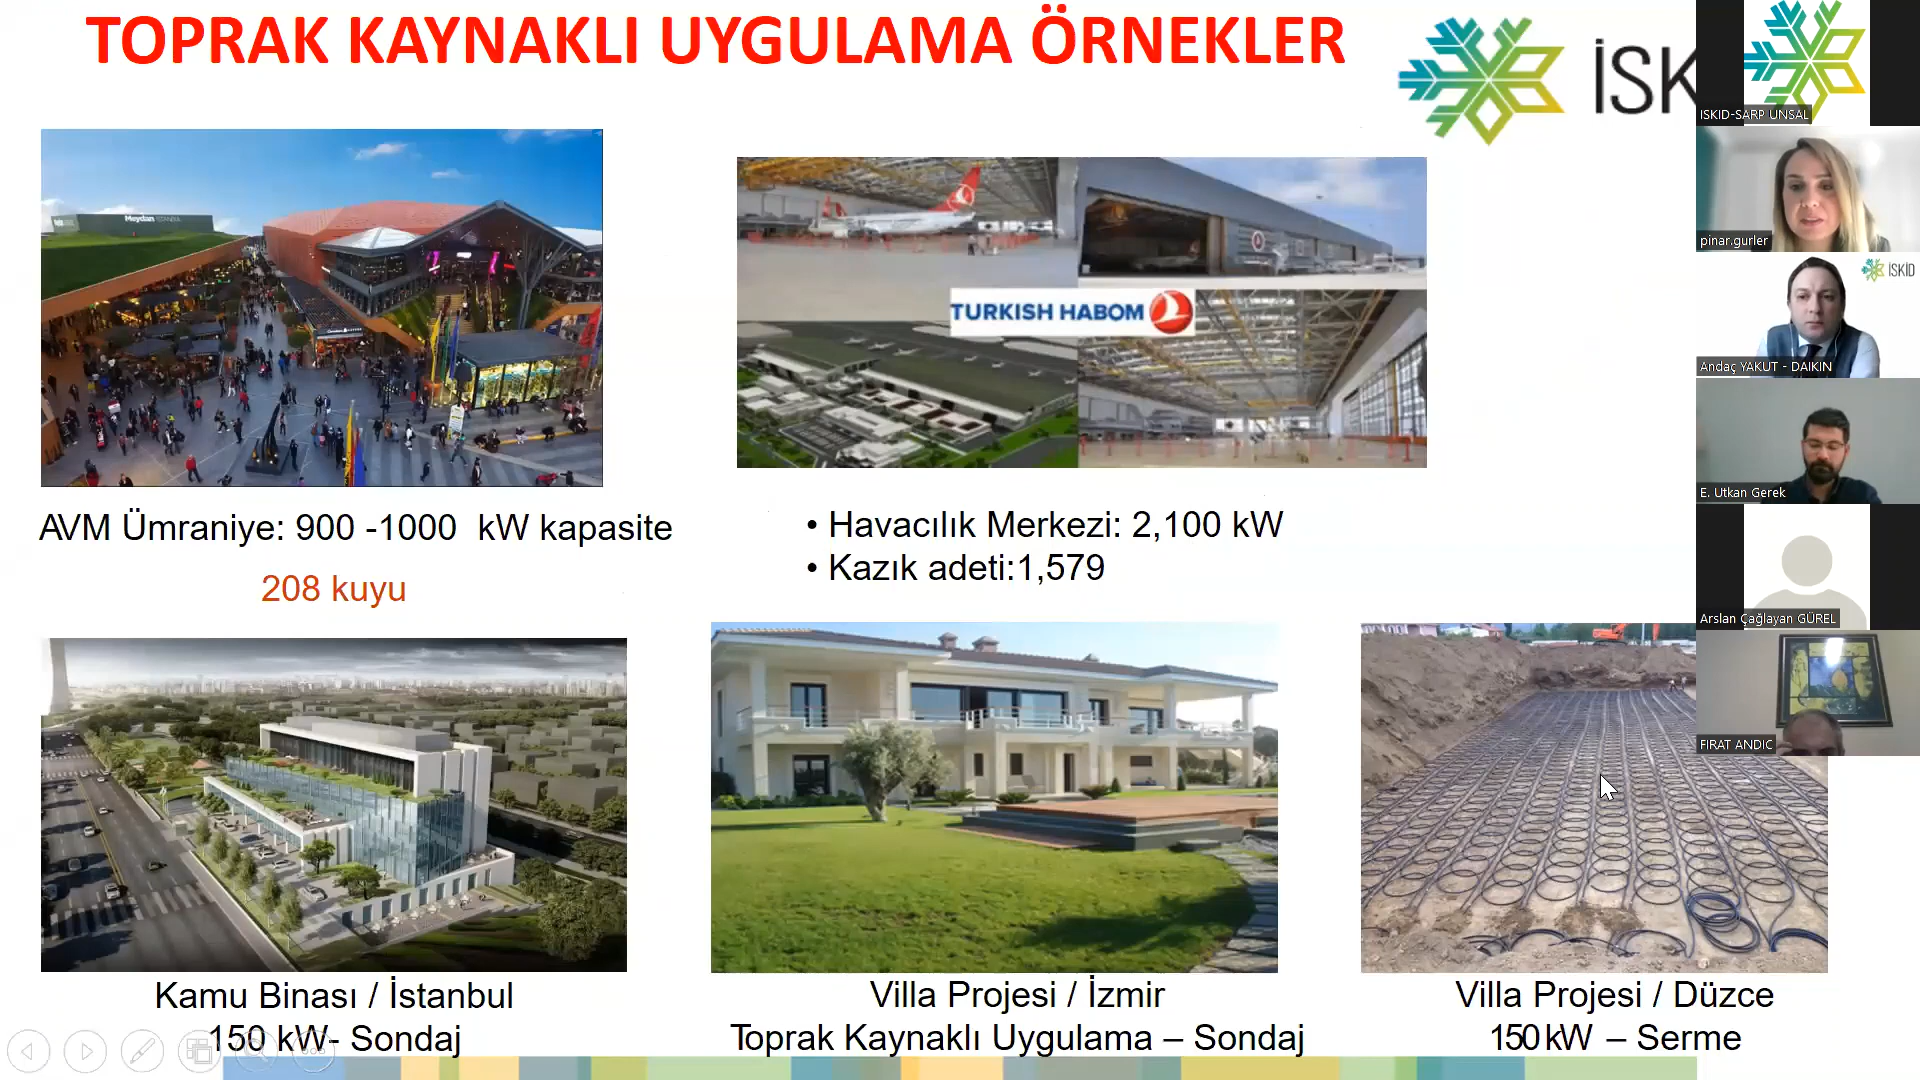 TOPRAK KAYNAKLI UYGULAMA ÖRNEKLER
İSK
Meydan İSTANBUL
TURKISH HABOM
AVM Ümraniye: 900 -1000 kW kapasite
208 kuyu
• Havacılık Merkezi: 2,100 kW
• Kazık adeti:1,579
Kamu Binası / İstanbul
150 kW- Sondaj
Villa Projesi / İzmir
Toprak Kaynaklı Uygulama – Sondaj
Villa Projesi / Düzce
150 kW – Serme
ISKID-SARP ÜNSAL
pinar.gurler
İSKİD
Andaç YAKUT - DAIKIN
E. Utkan Gerek
Arslan Çağlayan GÜREL
FIRAT ANDIC